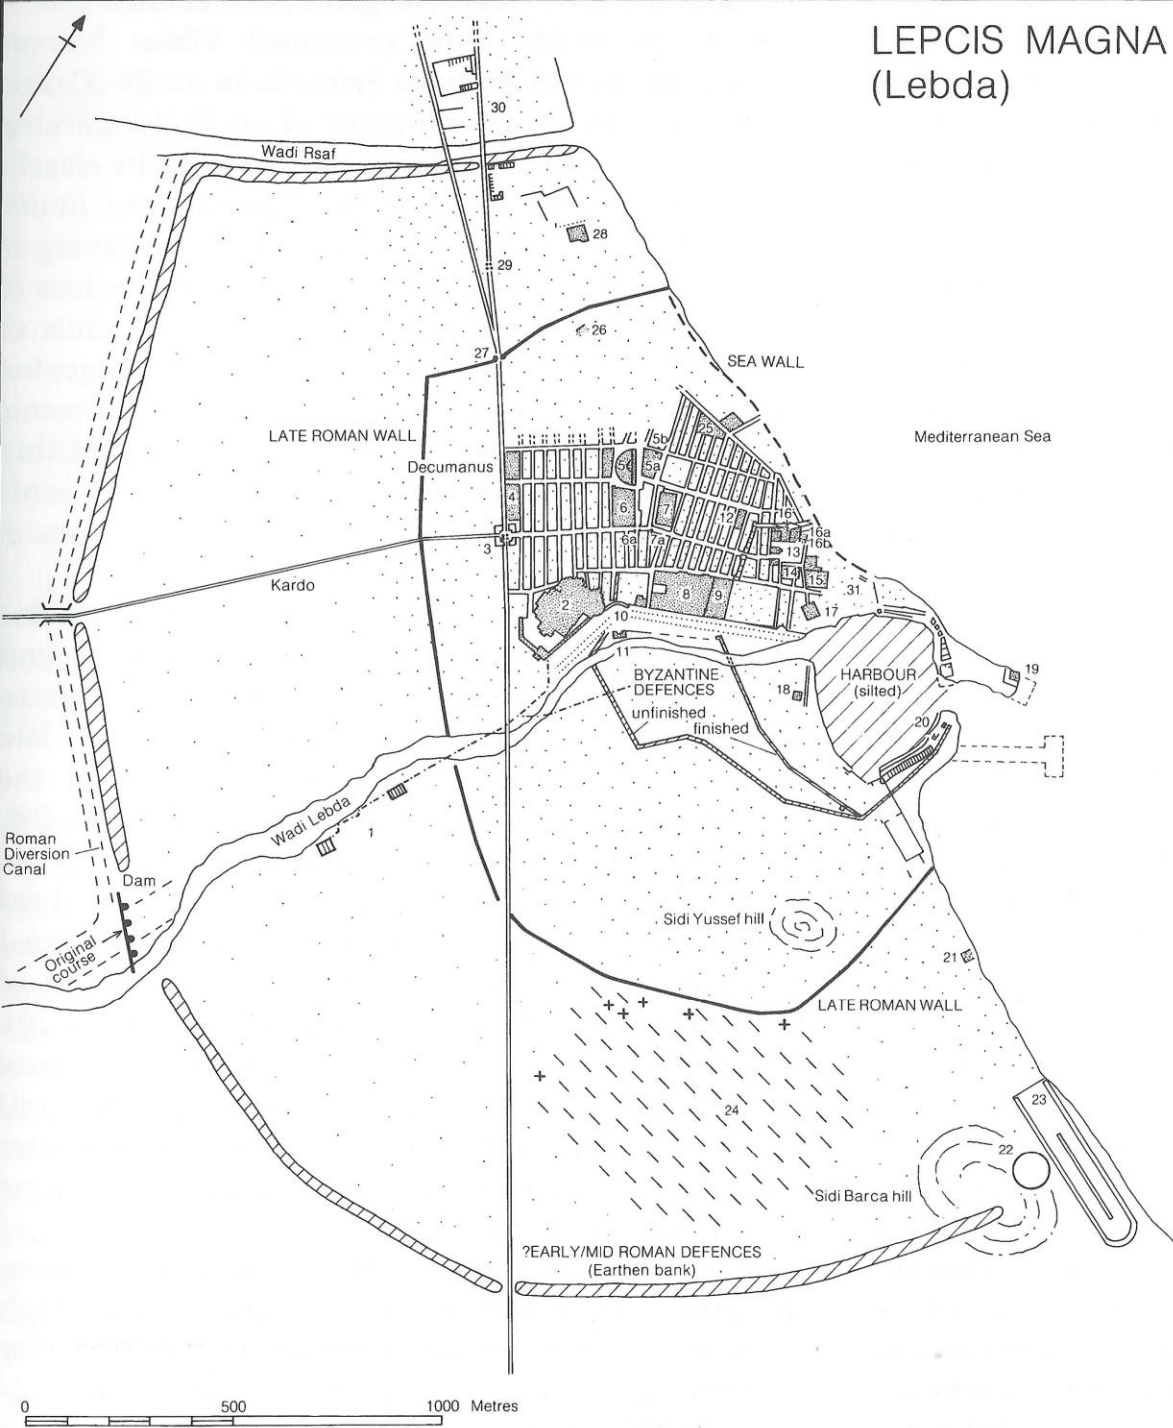 LEPCIS MAGNA
(Lebda)
30
Wadi Rsaf
28
29
26
27
SEA WALL
LATE ROMAN WALL
Decumanus
Mediterranean Sea
25
5b
5c
5a
4
6
7
12
16
16a
16b
6a
7a
13
3
14
15
Kardo
31
2
8
9
17
10
11
BYZANTINE
DEFENCES
HARBOUR
(silted)
19
18
unfinished
finished
20
Wadi Lebda
1
Roman
Diversion
Canal
Dam
Original
course
Sidi Yussef hill
21
LATE ROMAN WALL
24
23
22
Sidi Barca hill
?EARLY/MID ROMAN DEFENCES
(Earthen bank)
0 500 1000 Metres